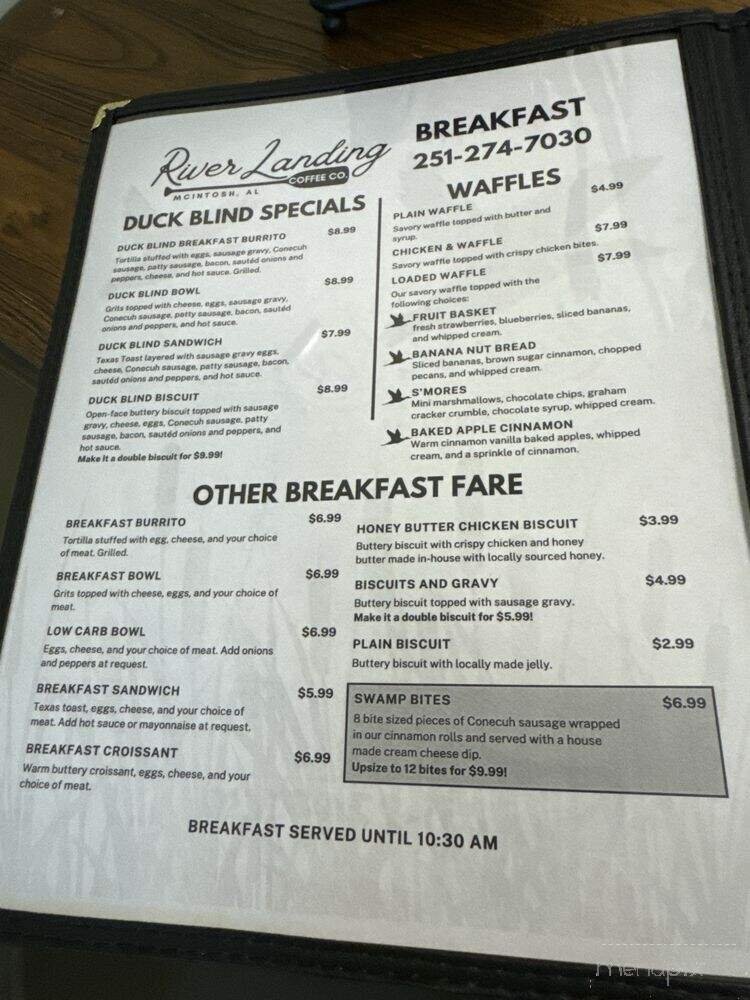 River Landing
COFFEE CO.
MCINTOSH, AL
BREAKFAST
251-274-7030
DUCK BLIND SPECIALS
DUCK BLIND BREAKFAST BURRITO $8.99
Tortilla stuffed with eggs, sausage gravy, Conecuh
sausage, patty sausage, bacon, sautéd onions and
peppers, cheese, and hot sauce. Grilled.
DUCK BLIND BOWL $8.99
Grits topped with cheese, eggs, sausage gravy,
Conecuh sausage, patty sausage, bacon, sautéd
onions and peppers, and hot sauce.
DUCK BLIND SANDWICH $7.99
Texas Toast layered with sausage gravy eggs,
cheese, Conecuh sausage, patty sausage, bacon,
sautéd onions and peppers, and hot sauce.
DUCK BLIND BISCUIT $8.99
Open-face buttery biscuit topped with sausage
gravy, cheese, eggs, Conecuh sausage, patty
sausage, bacon, sautéd onions and peppers, and
hot sauce.
Make it a double biscuit for $9.99!
WAFFLES
PLAIN WAFFLE $4.99
Savory waffle topped with butter and
syrup.
CHICKEN & WAFFLE $7.99
Savory waffle topped with crispy chicken bites.
LOADED WAFFLE $7.99
Our savory waffle topped with the
following choices:
FRUIT BASKET
fresh strawberries, blueberries, sliced bananas,
and whipped cream.
BANANA NUT BREAD
Sliced bananas, brown sugar cinnamon, chopped
pecans, and whipped cream.
S'MORES
Mini marshmallows, chocolate chips, graham
cracker crumble, chocolate syrup, whipped cream.
BAKED APPLE CINNAMON
Warm cinnamon vanilla baked apples, whipped
cream, and a sprinkle of cinnamon.
OTHER BREAKFAST FARE
BREAKFAST BURRITO $6.99
Tortilla stuffed with egg, cheese, and your choice
of meat. Grilled.
BREAKFAST BOWL $6.99
Grits topped with cheese, eggs, and your choice of
meat.
LOW CARB BOWL $6.99
Eggs, cheese, and your choice of meat. Add onions
and peppers at request.
BREAKFAST SANDWICH $5.99
Texas toast, eggs, cheese, and your choice of
meat. Add hot sauce or mayonnaise at request.
BREAKFAST CROISSANT $6.99
Warm buttery croissant, eggs, cheese, and your
choice of meat.
HONEY BUTTER CHICKEN BISCUIT $3.99
Buttery biscuit with crispy chicken and honey
butter made in-house with locally sourced honey.
BISCUITS AND GRAVY $4.99
Buttery biscuit topped with sausage gravy.
Make it a double biscuit for $5.99!
PLAIN BISCUIT $2.99
Buttery biscuit with locally made jelly.
SWAMP BITES $6.99
8 bite sized pieces of Conecuh sausage wrapped
in our cinnamon rolls and served with a house
made cream cheese dip.
Upsize to 12 bites for $9.99!
BREAKFAST SERVED UNTIL 10:30 AM
menupix